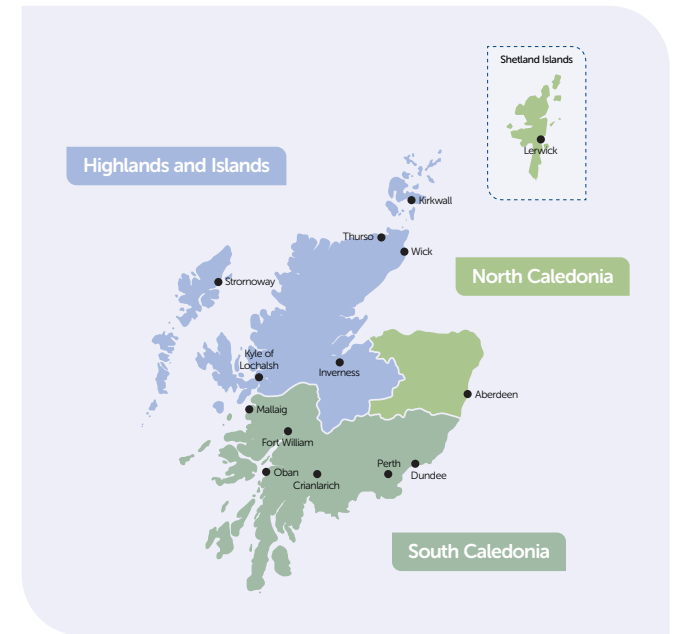 Shetland Islands
Lerwick
Highlands and Islands
Kirkwall
Thurso
Wick
North Caledonia
Strornoway
Kyle of
Lochalsh
Inverness
Aberdeen
Mallaig
Fort William
Perth
Oban
Crianlarich
Dundee
South Caledonia